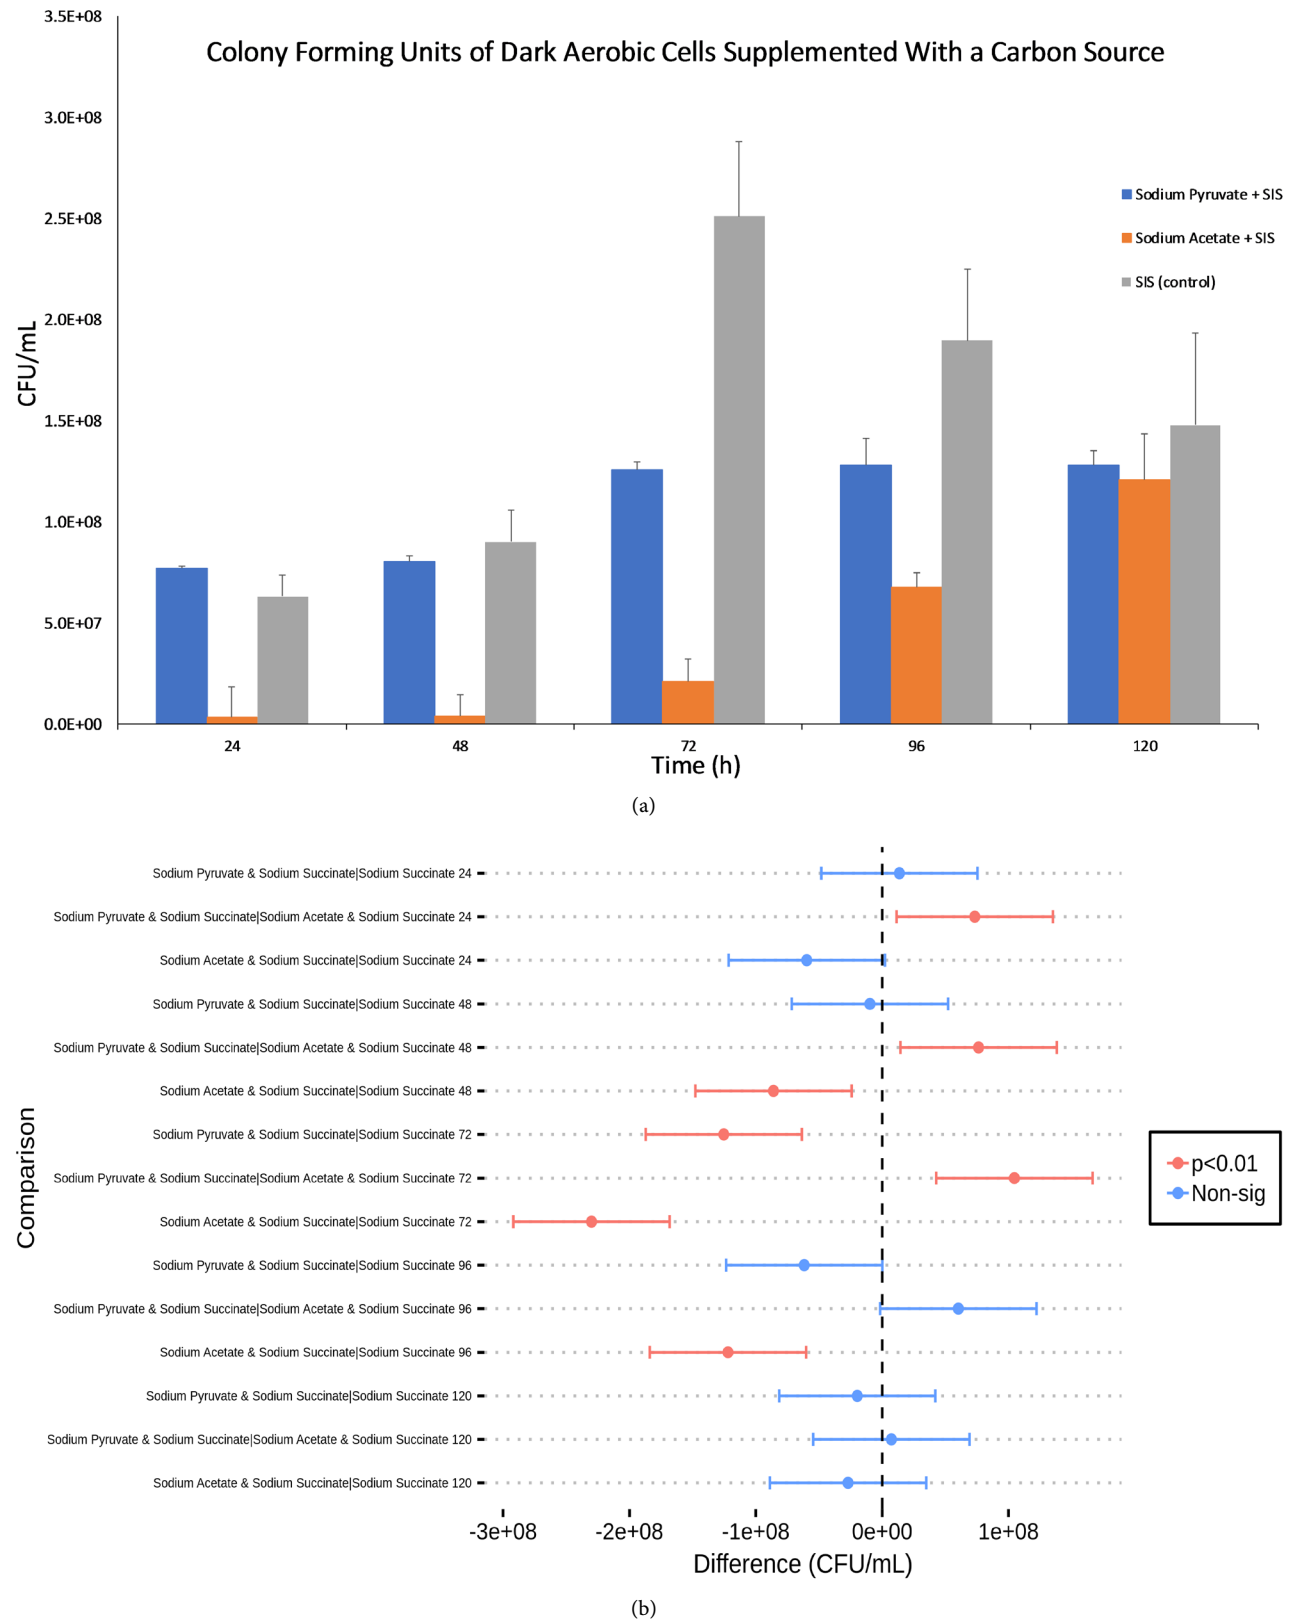 Colony Forming Units of Dark Aerobic Cells Supplemented With a Carbon Source
3.5E+08
3.0E+08
2.5E+08
2.0E+08
1.5E+08
1.0E+08
5.0E+07
0.0E+00
CFU/mL
Sodium Pyruvate + SIS
Sodium Acetate + SIS
SIS (control)
24 48 72 96 120
Time (h)
(a)
Comparison
Sodium Pyruvate & Sodium Succinate|Sodium Succinate 24
Sodium Pyruvate & Sodium Succinate|Sodium Acetate & Sodium Succinate 24
Sodium Acetate & Sodium Succinate|Sodium Succinate 24
Sodium Pyruvate & Sodium Succinate|Sodium Succinate 48
Sodium Pyruvate & Sodium Succinate|Sodium Acetate & Sodium Succinate 48
Sodium Acetate & Sodium Succinate|Sodium Succinate 48
Sodium Pyruvate & Sodium Succinate|Sodium Succinate 72
Sodium Pyruvate & Sodium Succinate|Sodium Acetate & Sodium Succinate 72
Sodium Acetate & Sodium Succinate|Sodium Succinate 72
Sodium Pyruvate & Sodium Succinate|Sodium Succinate 96
Sodium Pyruvate & Sodium Succinate|Sodium Acetate & Sodium Succinate 96
Sodium Acetate & Sodium Succinate|Sodium Succinate 96
Sodium Pyruvate & Sodium Succinate|Sodium Succinate 120
Sodium Pyruvate & Sodium Succinate|Sodium Acetate & Sodium Succinate 120
Sodium Acetate & Sodium Succinate|Sodium Succinate 120
p<0.01
Non-sig
-3e+08 -2e+08 -1e+08 0e+00 1e+08
Difference (CFU/mL)
(b)